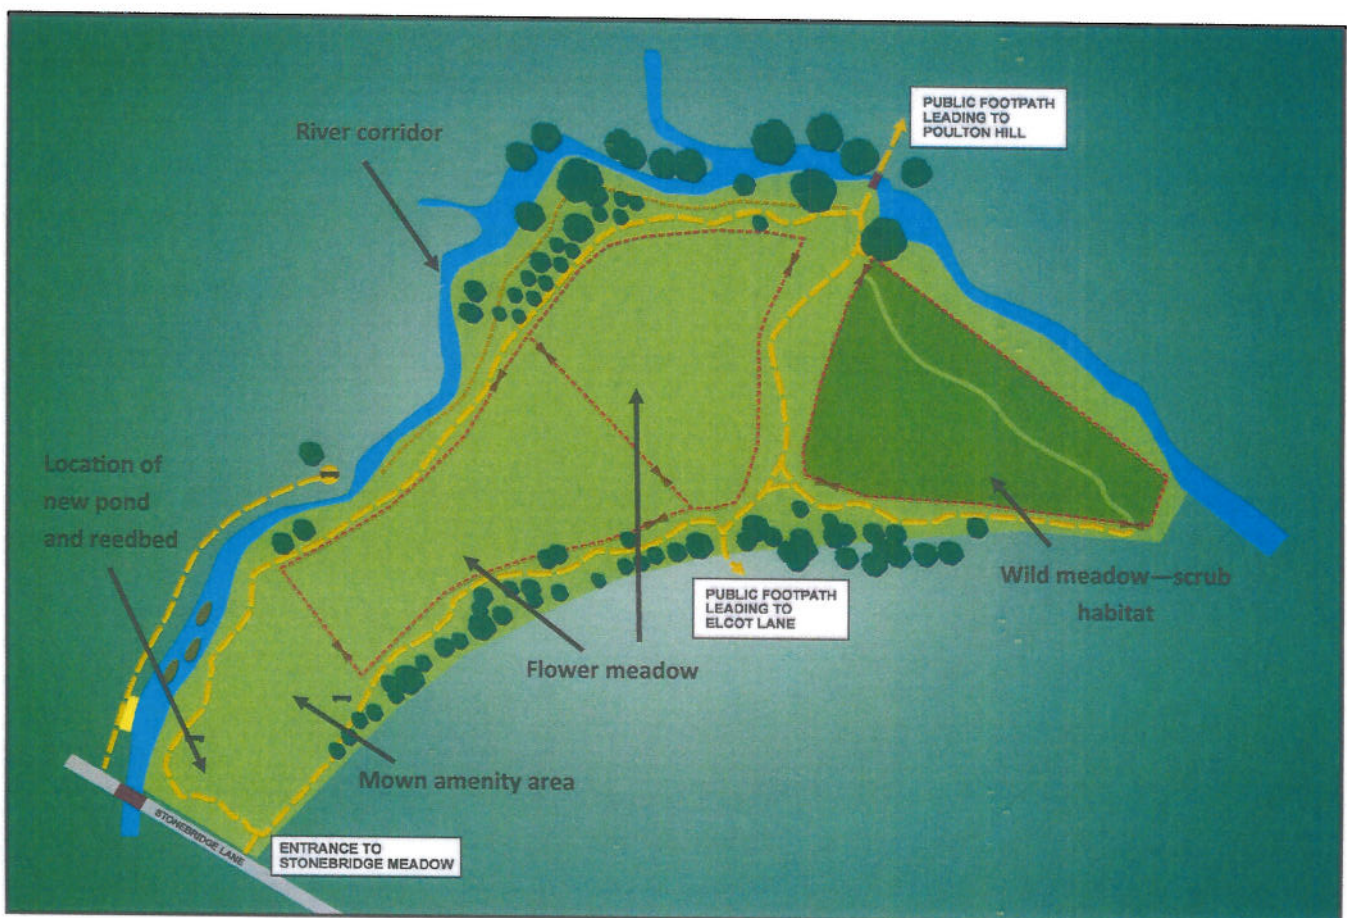 PUBLIC FOOTPATH
LEADING TO
POULTON HILL
River corridor
Location of
new pond
and reedbed
Wild meadow—scrub
habitat
PUBLIC FOOTPATH
LEADING TO
ELCOT LANE
Flower meadow
Mown amenity area
STONEBRIDGE LANE
ENTRANCE TO
STONEBRIDGE MEADOW